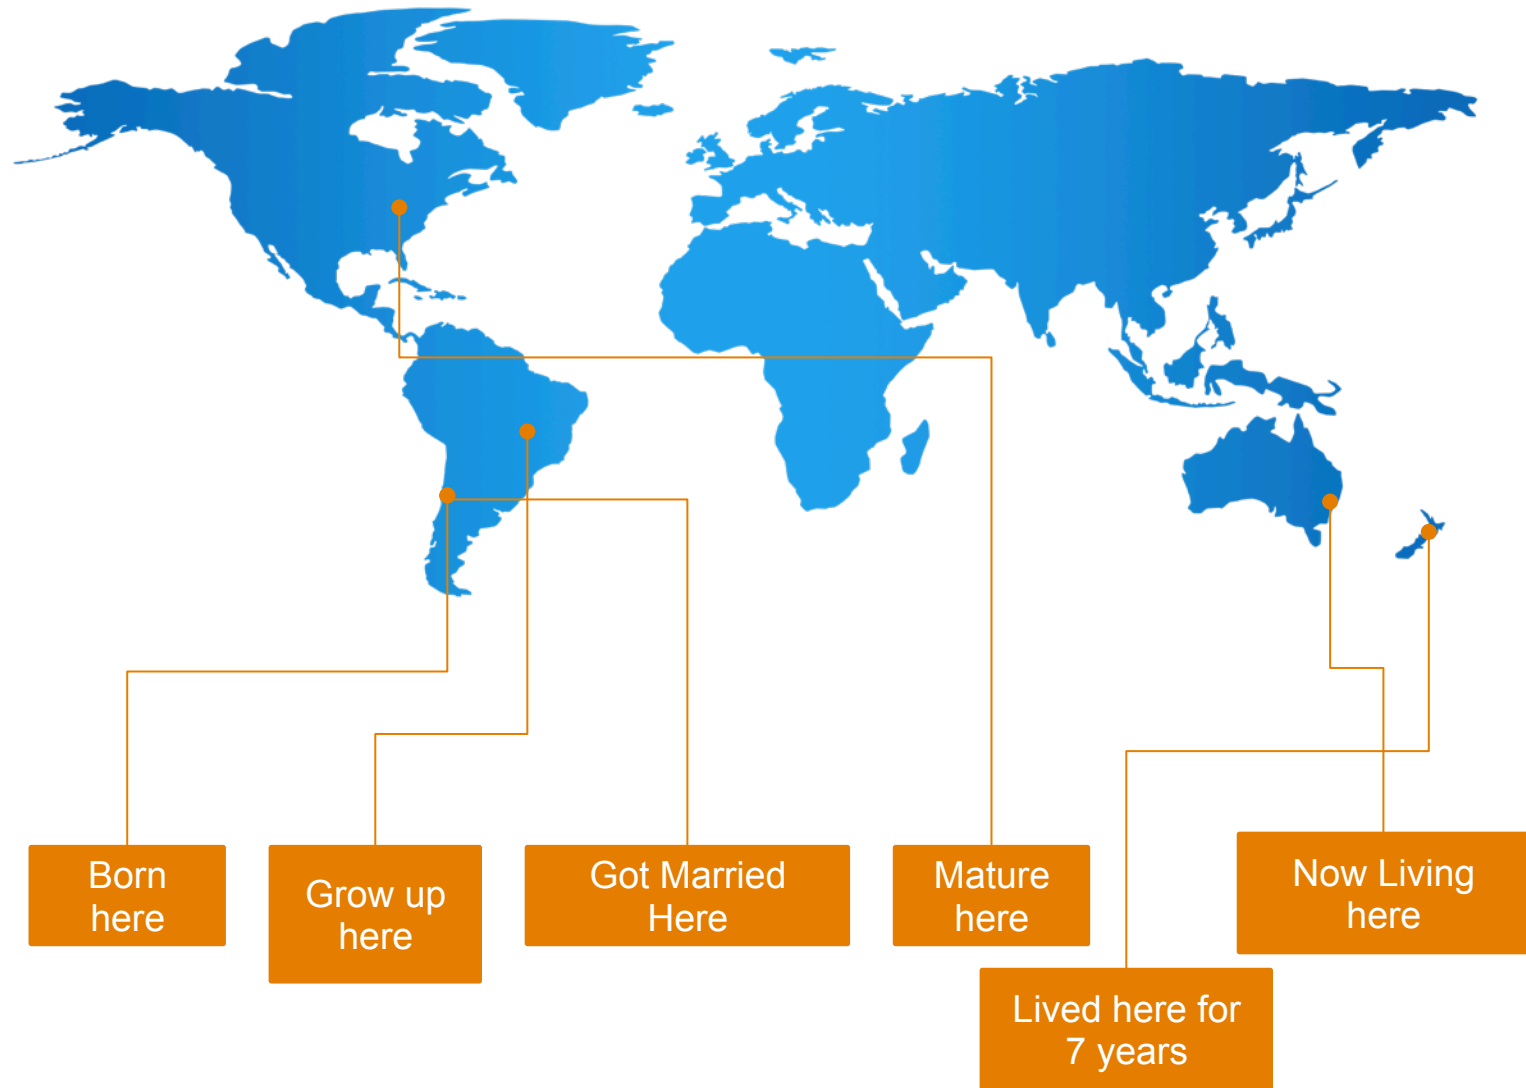 Born
here
Grow up
here
Got Married
Here
Mature
here
Now Living
here
Lived here for
7 years